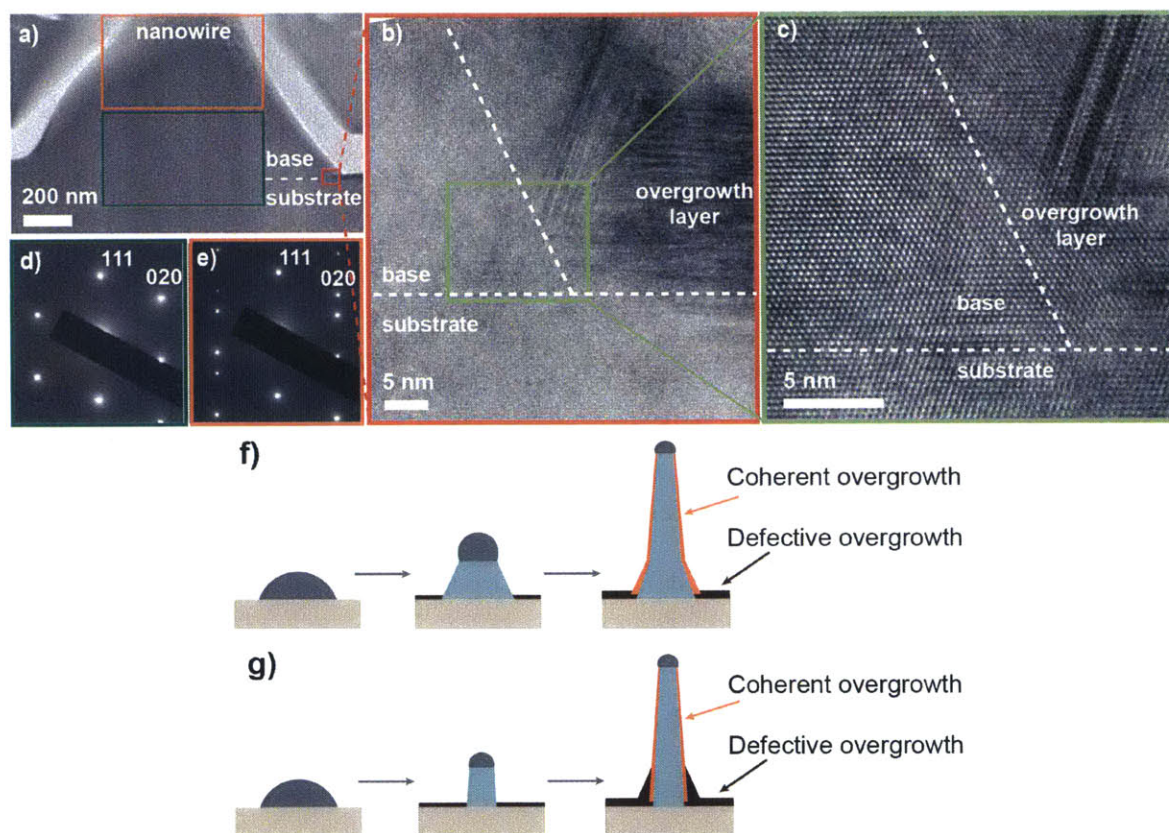 a)
nanowire
base
substrate
200 nm
b)
overgrowth
layer
base
substrate
5 nm
c)
overgrowth
layer
base
substrate
5 nm
d)
111
020
e)
111
020
f)
Coherent overgrowth
Defective overgrowth
g)
Coherent overgrowth
Defective overgrowth